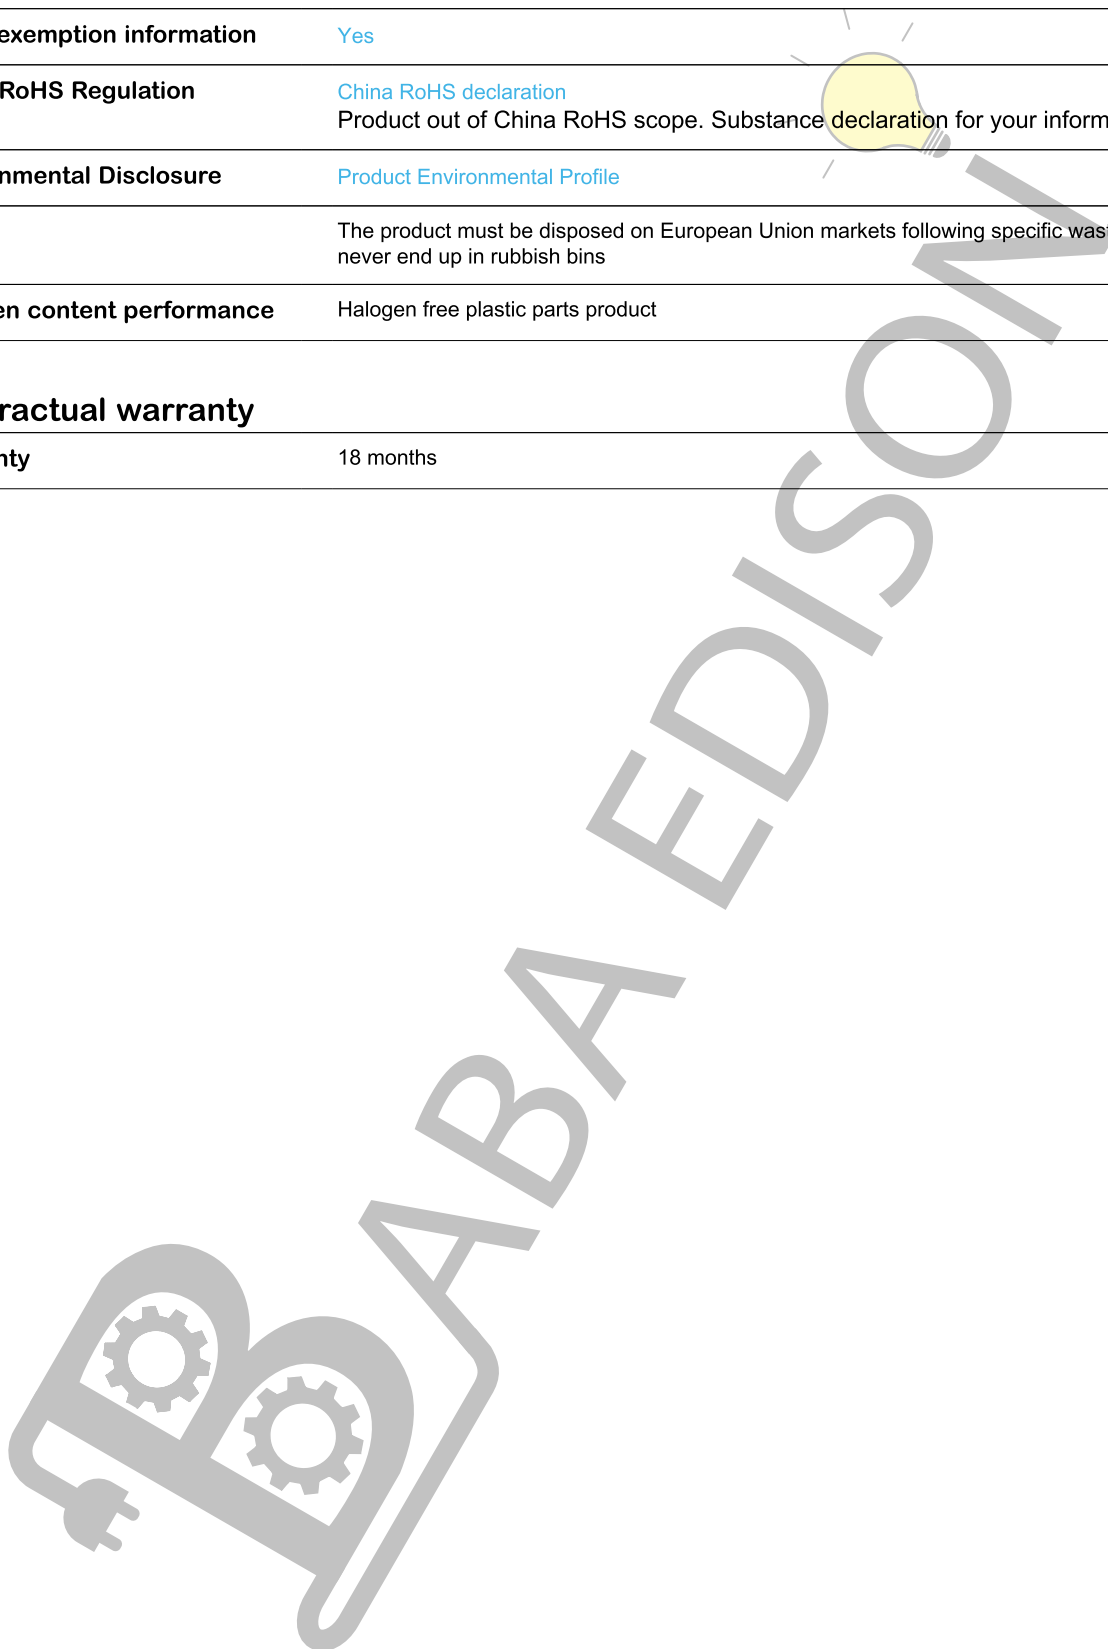 exemption information Yes
RoHS Regulation China RoHS declaration
Product out of China RoHS scope. Substance declaration for your inform
nmental Disclosure Product Environmental Profile
The product must be disposed on European Union markets following specific wast
never end up in rubbish bins
en content performance Halogen free plastic parts product
ractual warranty
nty 18 months
BABA EDISON